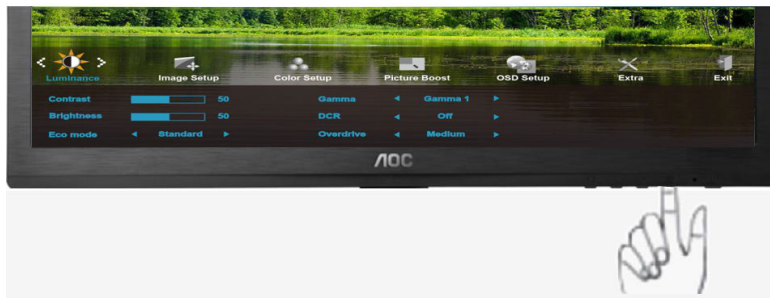 Luminance Image Setup Color Setup Picture Boost OSD Setup Extra Exit
Contrast 50 Gamma Gamma 1
Brightness 50 DCR Off
Eco mode Standard Overdrive Medium
AOC